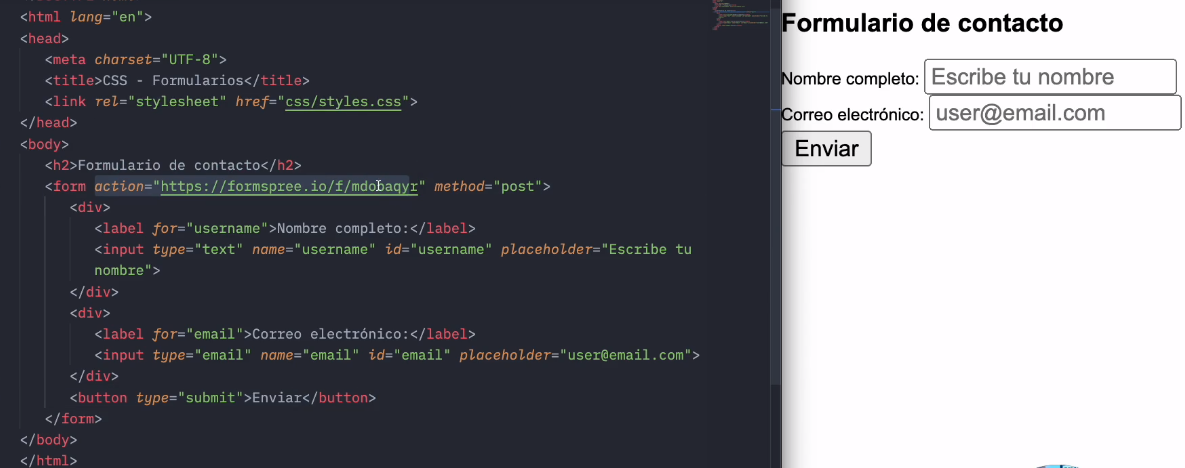 <html lang="en">
<head>
<meta charset="UTF-8">
<title>CSS - Formularios</title>
<link rel="stylesheet" href="css/styles.css">
</head>
<body>
<h2>Formulario de contacto</h2>
<form action="https://formspree.io/f/mdobaqyr" method="post">
<div>
<label for="username">Nombre completo:</label>
<input type="text" name="username" id="username" placeholder="Escribe tu
nombre">
</div>
<div>
<label for="email">Correo electrónico:</label>
<input type="email" name="email" id="email" placeholder="user@email.com">
</div>
<button type="submit">Enviar</button>
</form>
</body>
</html>
Formulario de contacto
Nombre completo: Escribe tu nombre
Correo electrónico: user@email.com
Enviar